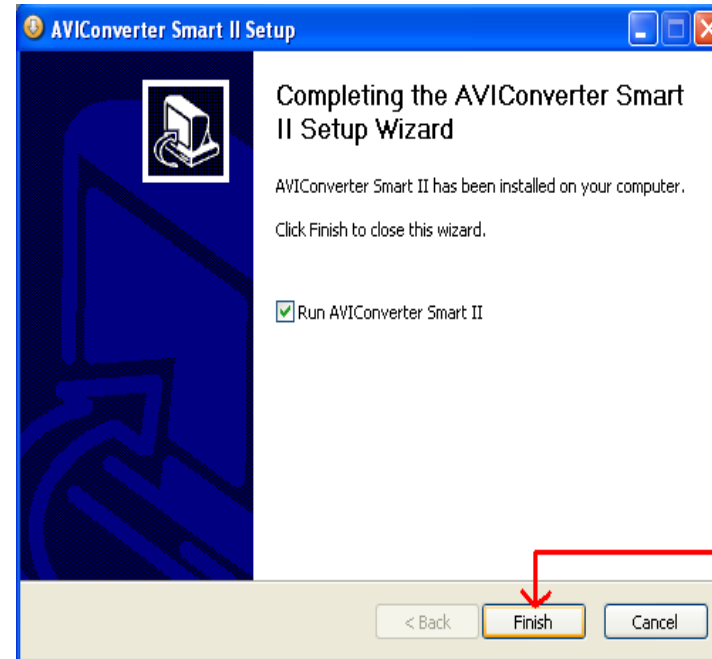 AVIConverter Smart II Setup
Completing the AVIConverter Smart
II Setup Wizard
AVIConverter Smart II has been installed on your computer.
Click Finish to close this wizard.
Run AVIConverter Smart II
< Back Finish Cancel